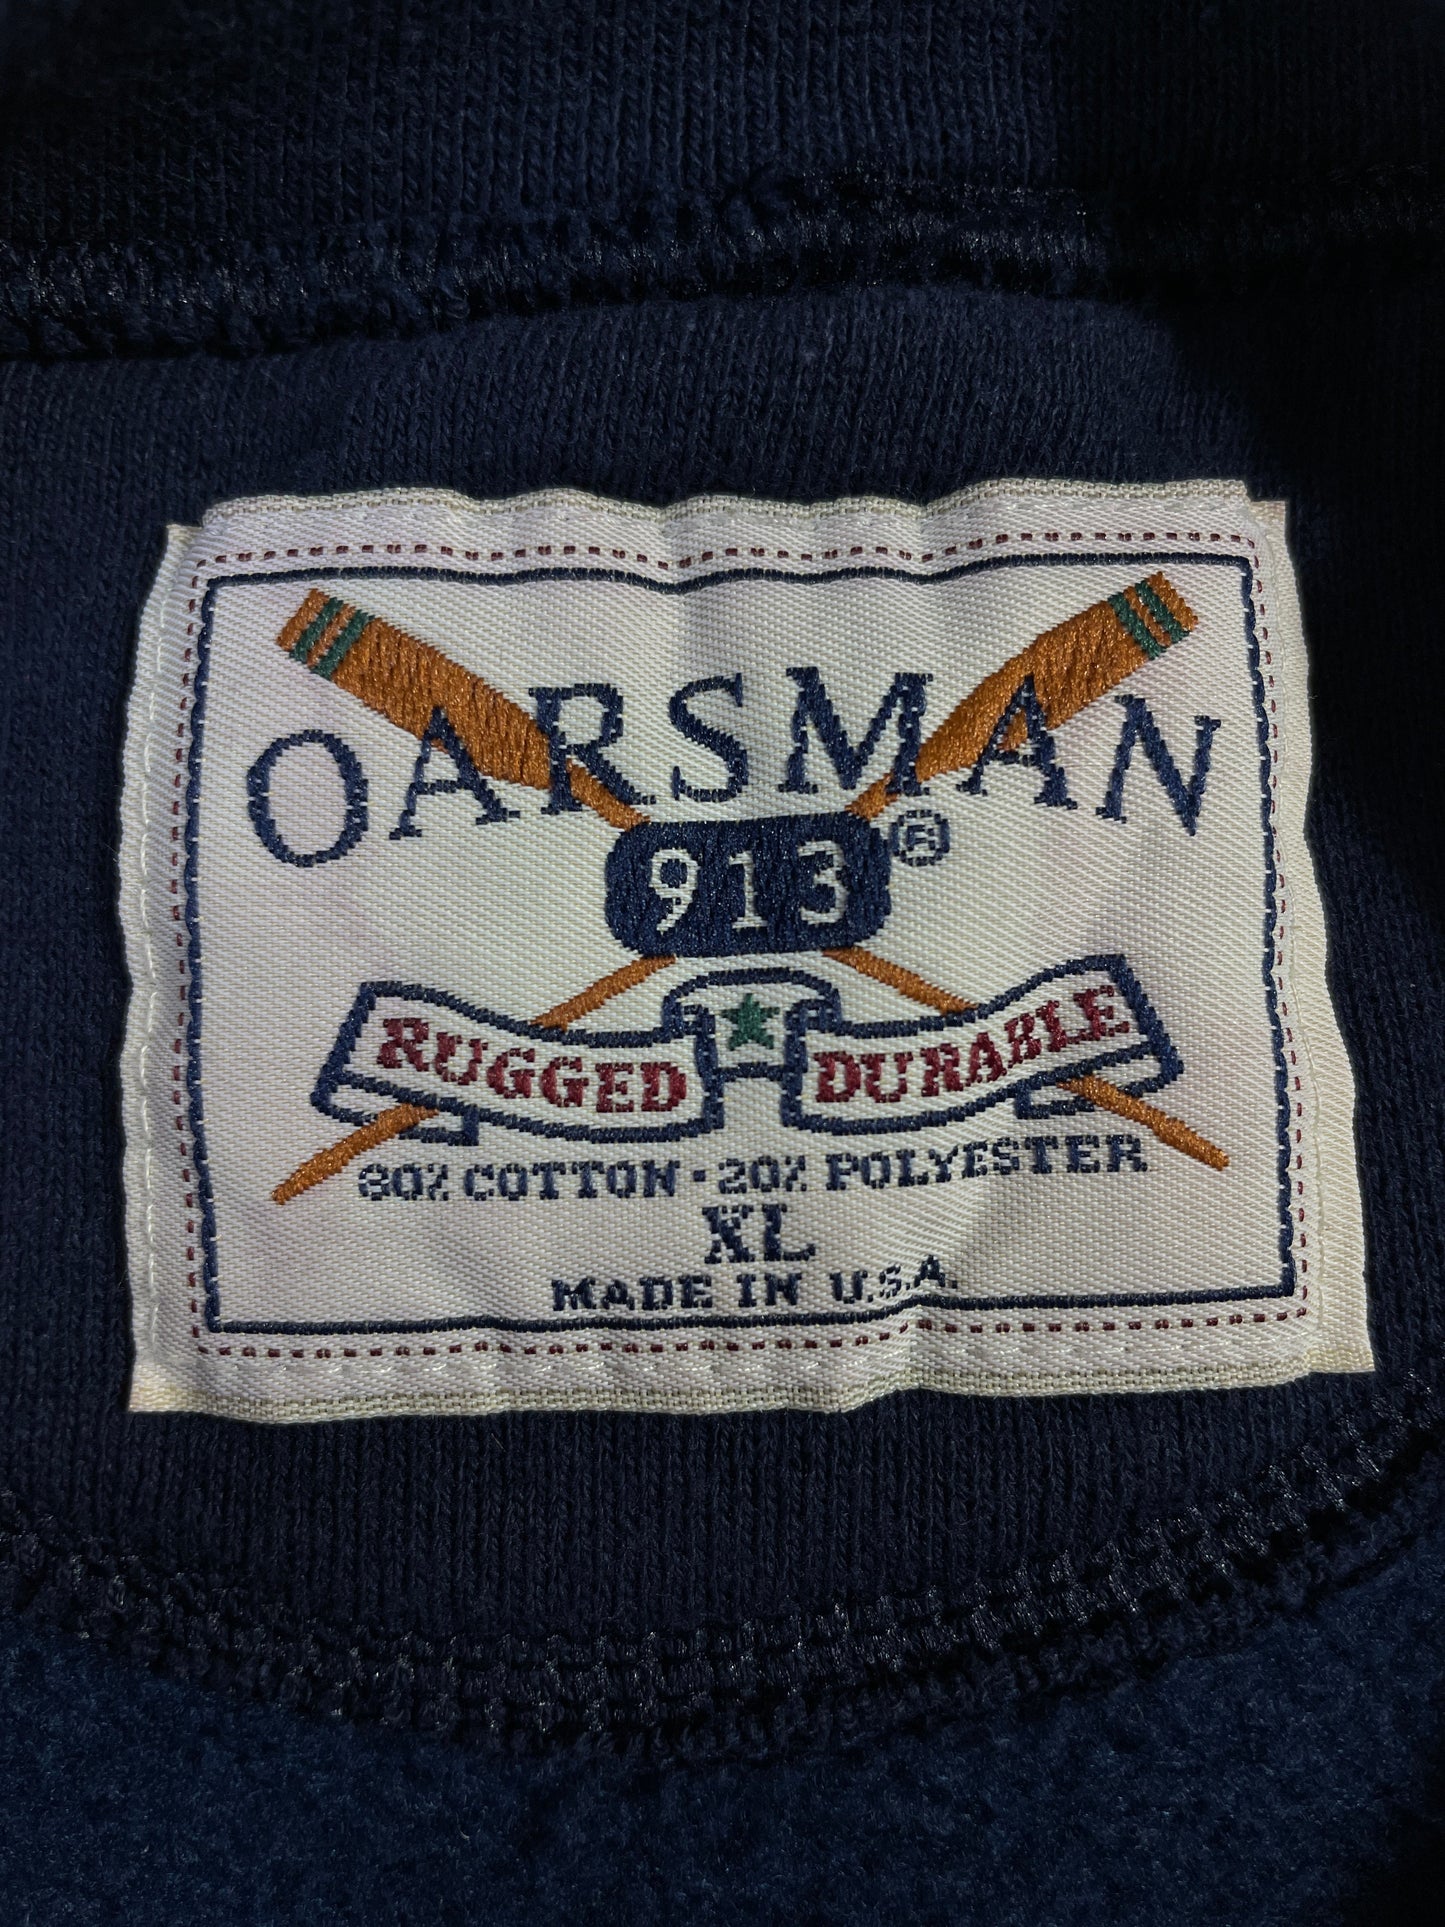 OARSMAN
913®
RUGGED DURABLE
80% COTTON · 20% POLYESTER
XL
MADE IN U.S.A.